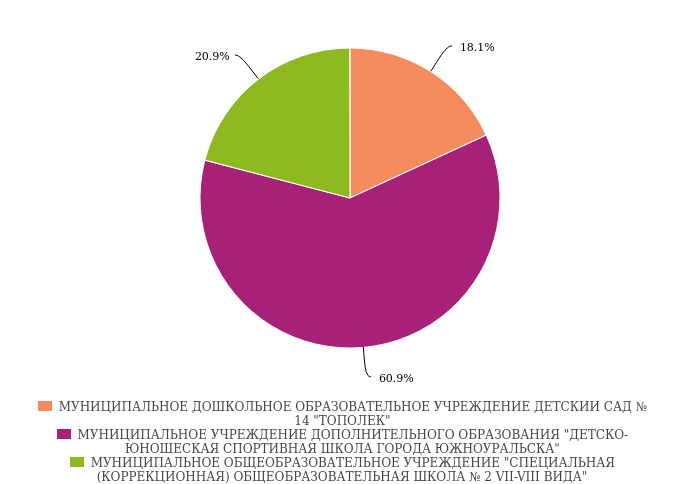 20.9%
18.1%
60.9%
МУНИЦИПАЛЬНОЕ ДОШКОЛЬНОЕ ОБРАЗОВАТЕЛЬНОЕ УЧРЕЖДЕНИЕ ДЕТСКИИ САД №
14 "ТОПОЛЕК"
МУНИЦИПАЛЬНОЕ УЧРЕЖДЕНИЕ ДОПОЛНИТЕЛЬНОГО ОБРАЗОВАНИЯ "ДЕТСКО-
ЮНОШЕСКАЯ СПОРТИВНАЯ ШКОЛА ГОРОДА ЮЖНОУРАЛЬСКА"
МУНИЦИПАЛЬНОЕ ОБЩЕОБРАЗОВАТЕЛЬНОЕ УЧРЕЖДЕНИЕ "СПЕЦИАЛЬНАЯ
(КОРРЕКЦИОННАЯ) ОБЩЕОБРАЗОВАТЕЛЬНАЯ ШКОЛА № 2 VII-VIII ВИДА"